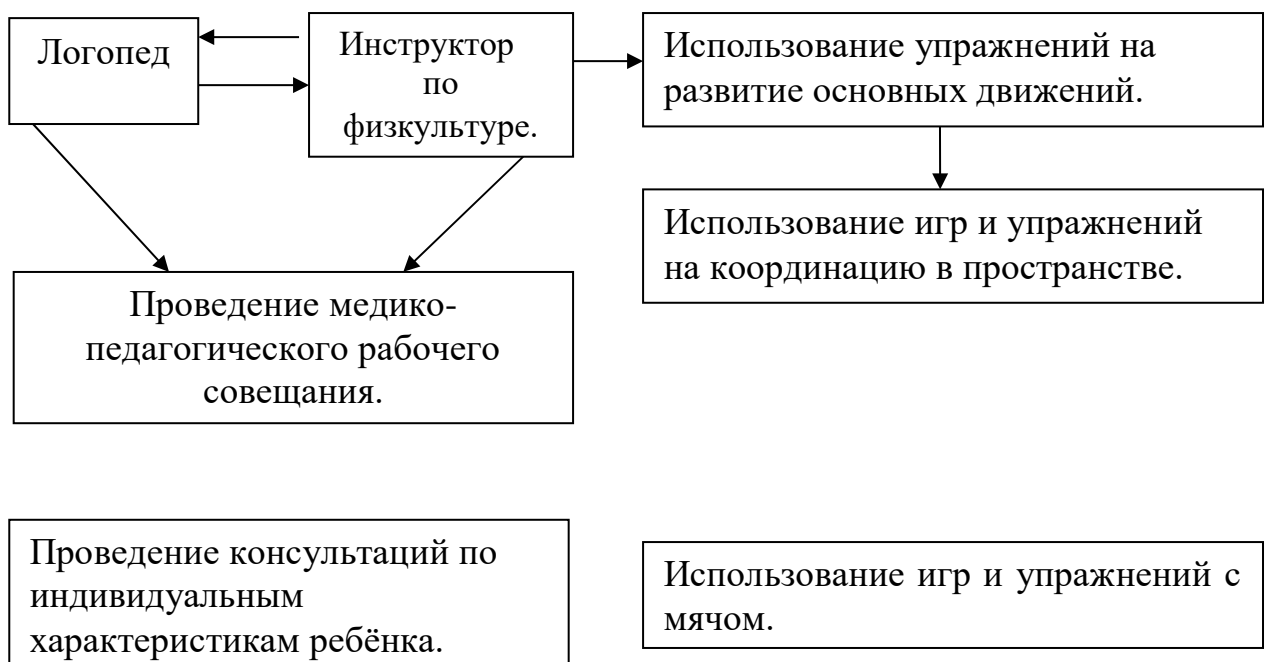 Логопед
Инструктор
по
физкультуре.
Использование упражнений на
развитие основных движений.
Использование игр и упражнений
на координацию в пространстве.
Проведение медико-
педагогического рабочего
совещания.
Проведение консультаций по
индивидуальным
характеристикам ребёнка.
Использование игр и упражнений с
мячом.